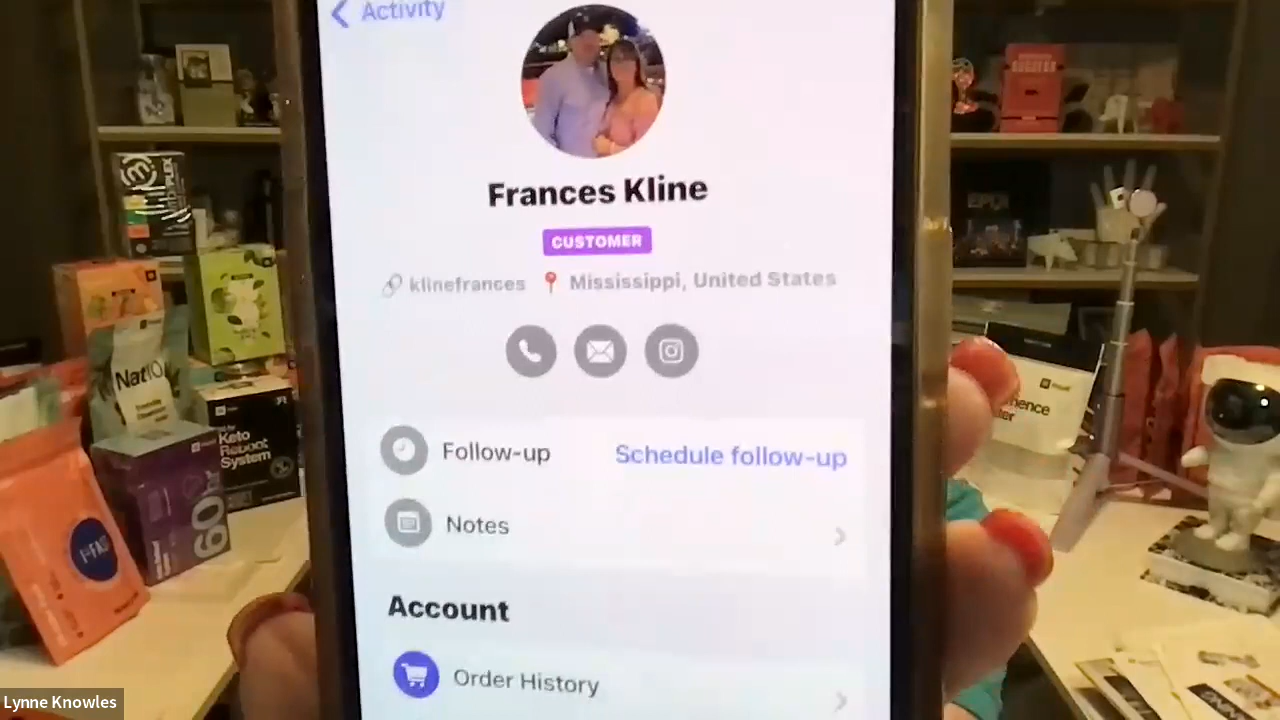 Activity
Frances Kline
CUSTOMER
klinefrances
Mississippi, United States
Follow-up
Schedule follow-up
Notes
Account
Order History
Keto
Reboot
System
60
Lynne Knowles